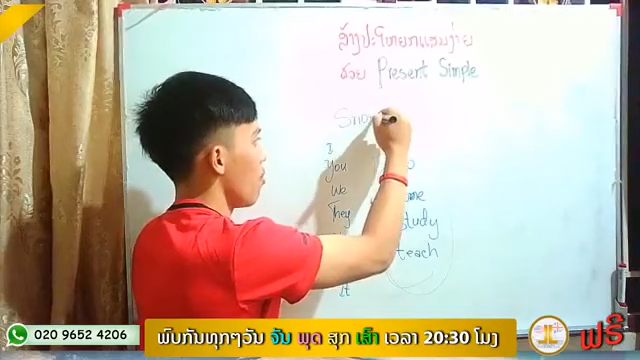 ສ້າງປະໂຫຍກແບບງ່າຍ
ດ້ວຍ Present Simple
I
You
We
They
It
study
teach
020 9652 4206
ພົບກັນທຸກໆວັນ ຈັນ ພຸດ ສຸກ ເສົາ ເວລາ 20:30 ໂມງ
ຟຣີ